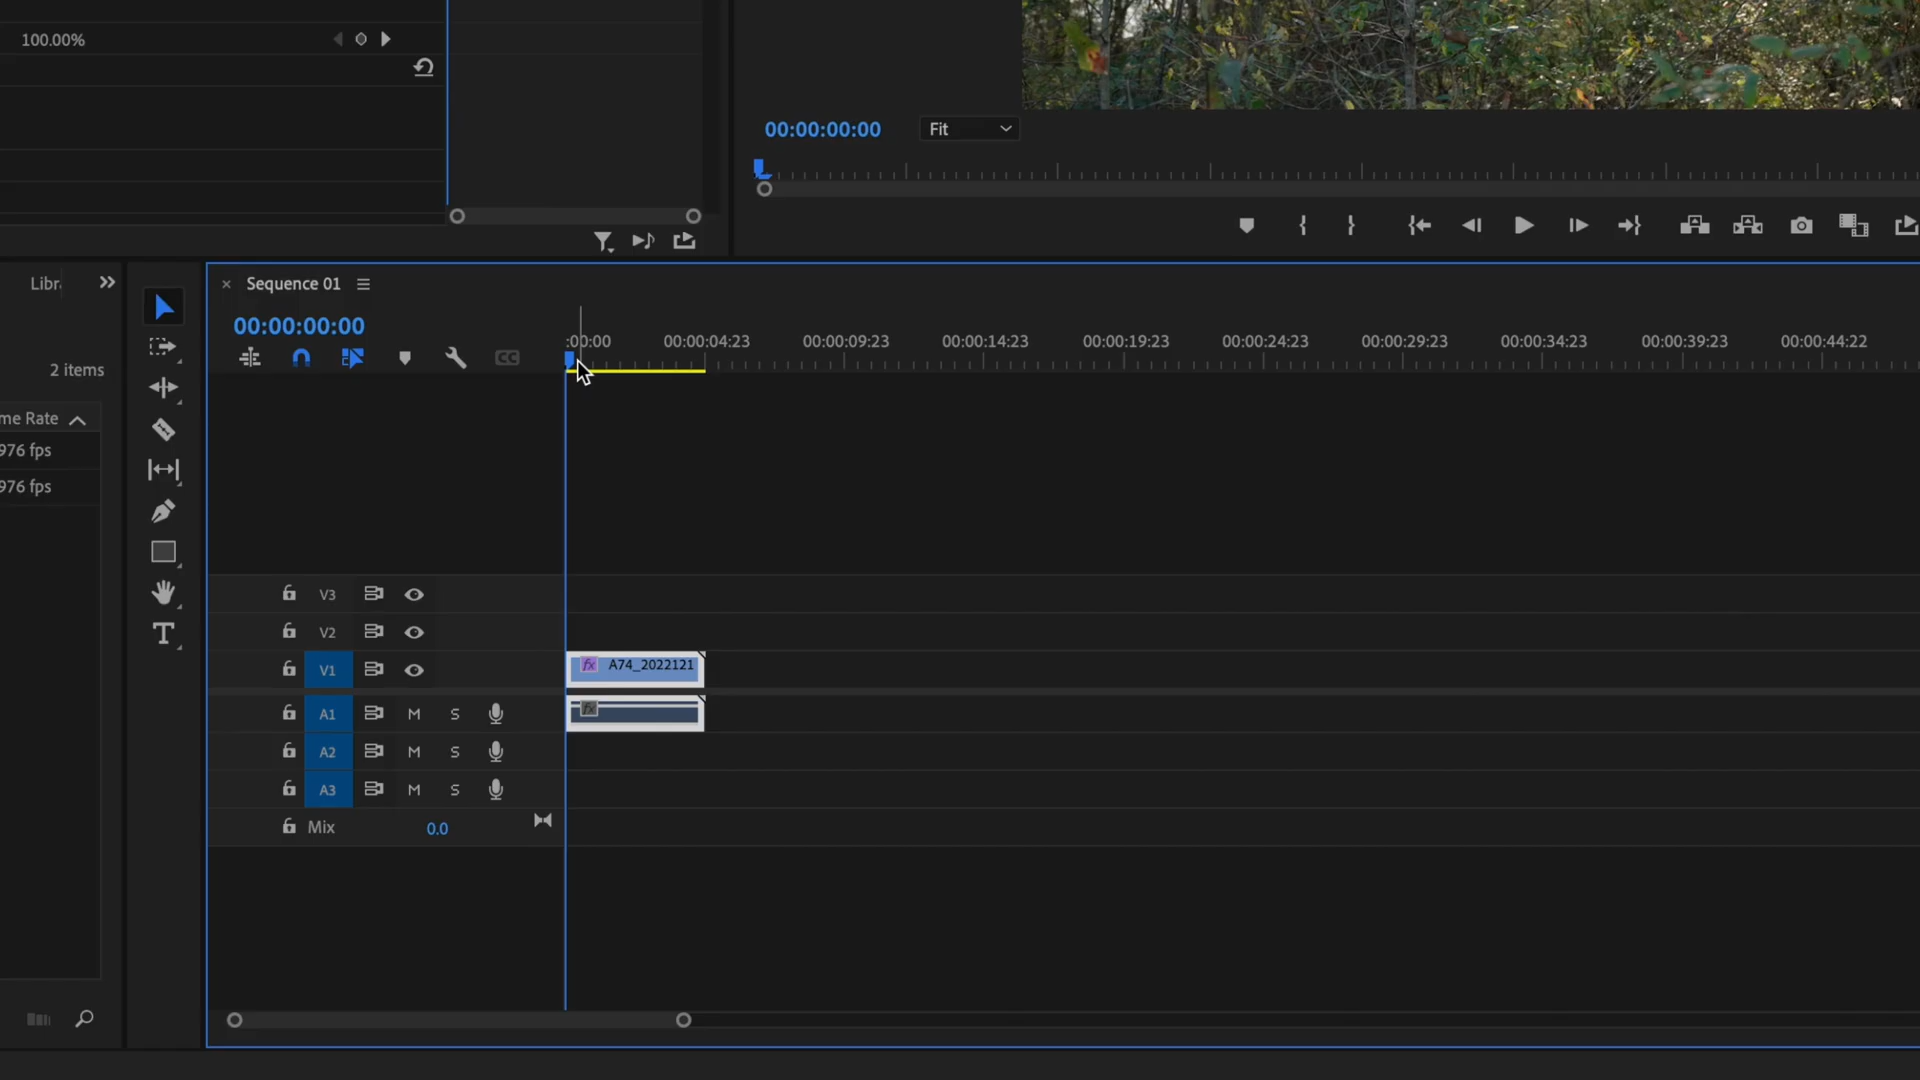 100.00%
00:00:00:00
Fit
Libr
Sequence 01
00:00:00:00
:00:00
00:00:04:23
00:00:09:23
00:00:14:23
00:00:19:23
00:00:24:23
00:00:29:23
00:00:34:23
00:00:39:23
00:00:44:22
CC
2 items
me Rate
976 fps
976 fps
V3
V2
V1
fx A74_2022121
A1 M S
fx
A2 M S
A3 M S
Mix 0.0